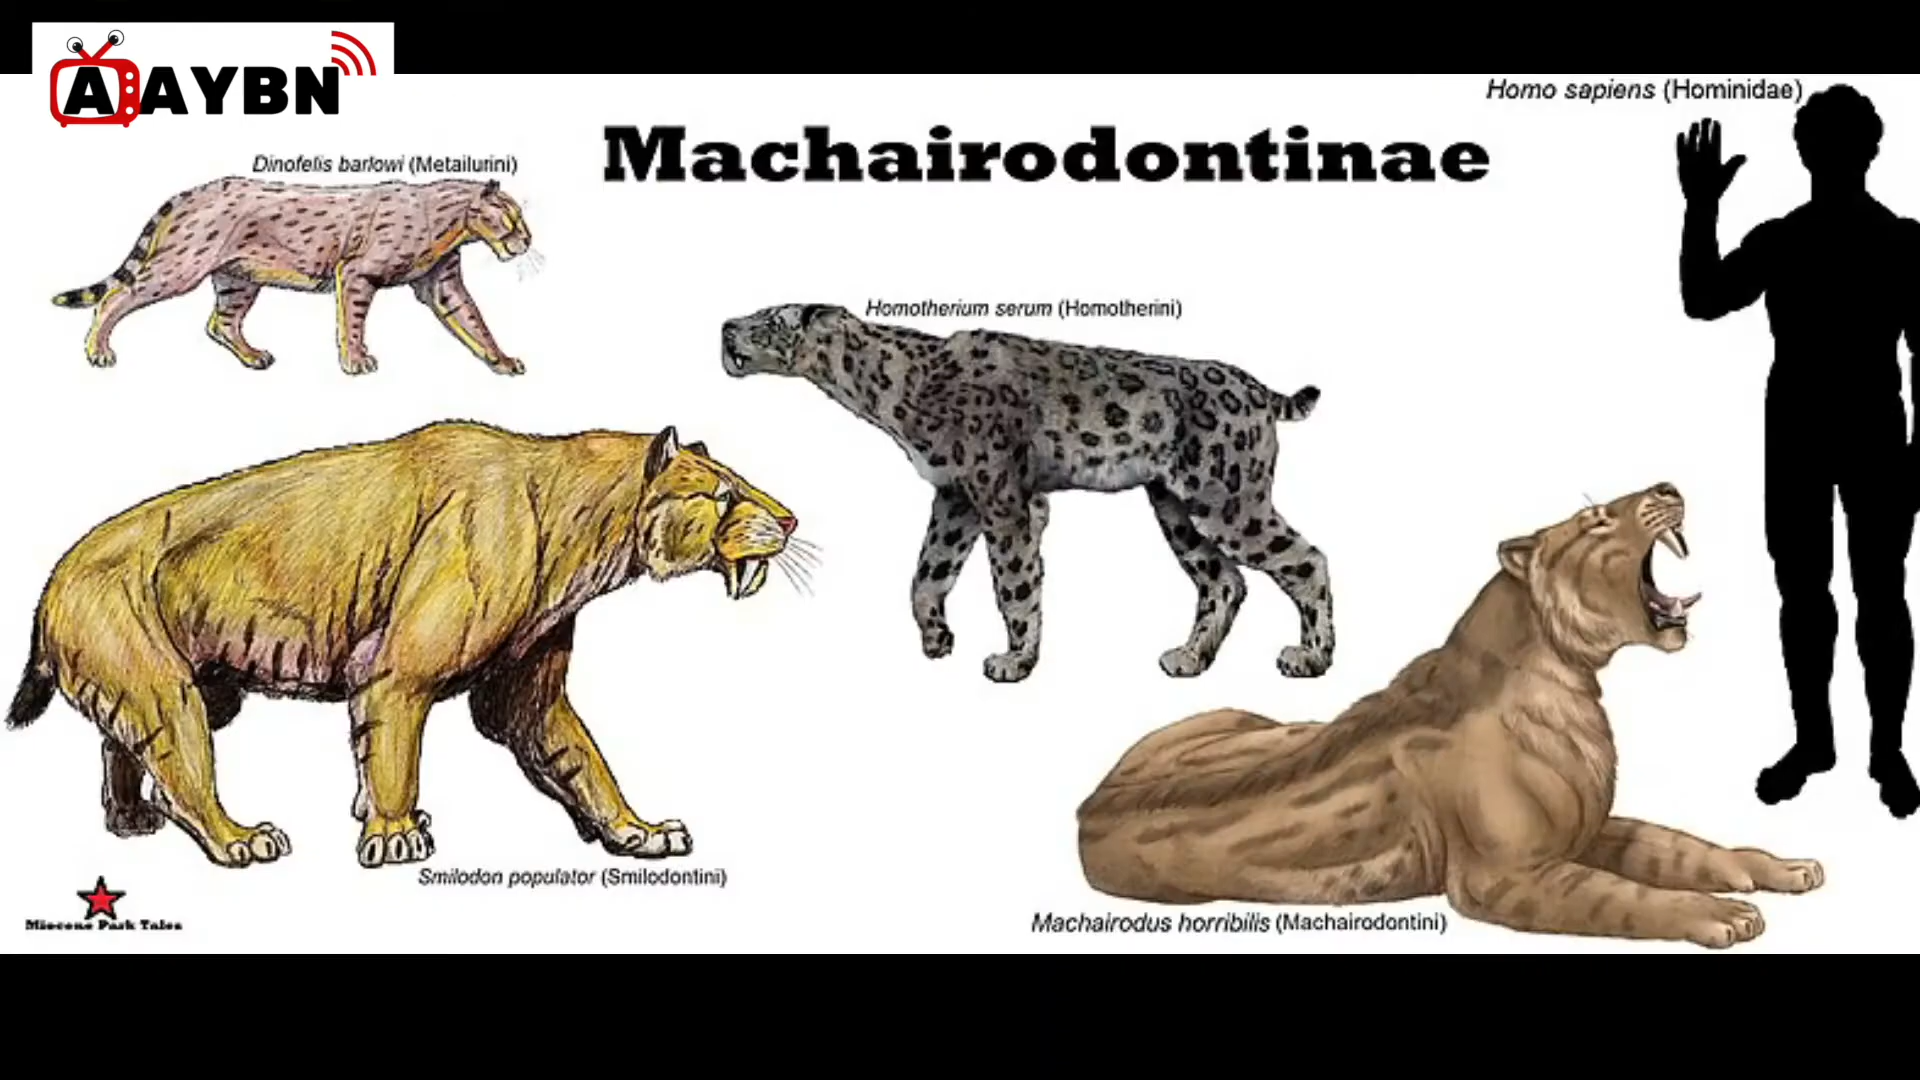 AAYBN
Homo sapiens (Hominidae)
Machairodontinae
Dinofelis barlowi (Metailurini)
Homotherium serum (Homotherini)
Smilodon populator (Smilodontini)
Machairodus horribilis (Machairodontini)
Miocene Park Tales